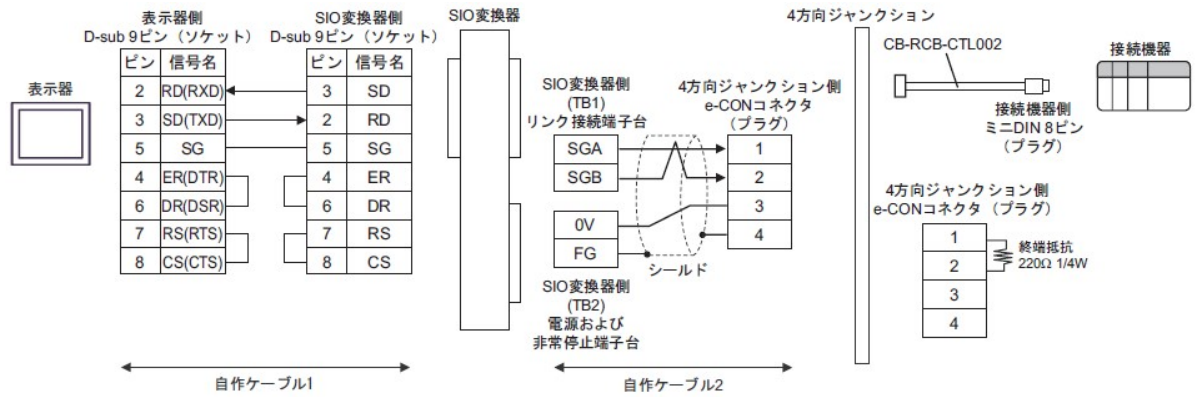 表示器
表示器側
D-sub 9ピン（ソケット）
ピン 信号名
2 RD(RXD)
3 SD(TXD)
5 SG
4 ER(DTR)
6 DR(DSR)
7 RS(RTS)
8 CS(CTS)
SIO変換器側
D-sub 9ピン（ソケット）
ピン 信号名
3 SD
2 RD
5 SG
4 ER
6 DR
7 RS
8 CS
自作ケーブル1
SIO変換器
SIO変換器側
(TB1)
リンク接続端子台
SGA
SGB
0V
FG
SIO変換器側
(TB2)
電源および
非常停止端子台
シールド
4方向ジャンクション側
e-CONコネクタ
（プラグ）
1
2
3
4
自作ケーブル2
4方向ジャンクション
CB-RCB-CTL002
接続機器
接続機器側
ミニDIN 8ピン
（プラグ）
4方向ジャンクション側
e-CONコネクタ（プラグ）
1
2
3
4
終端抵抗
220Ω 1/4W